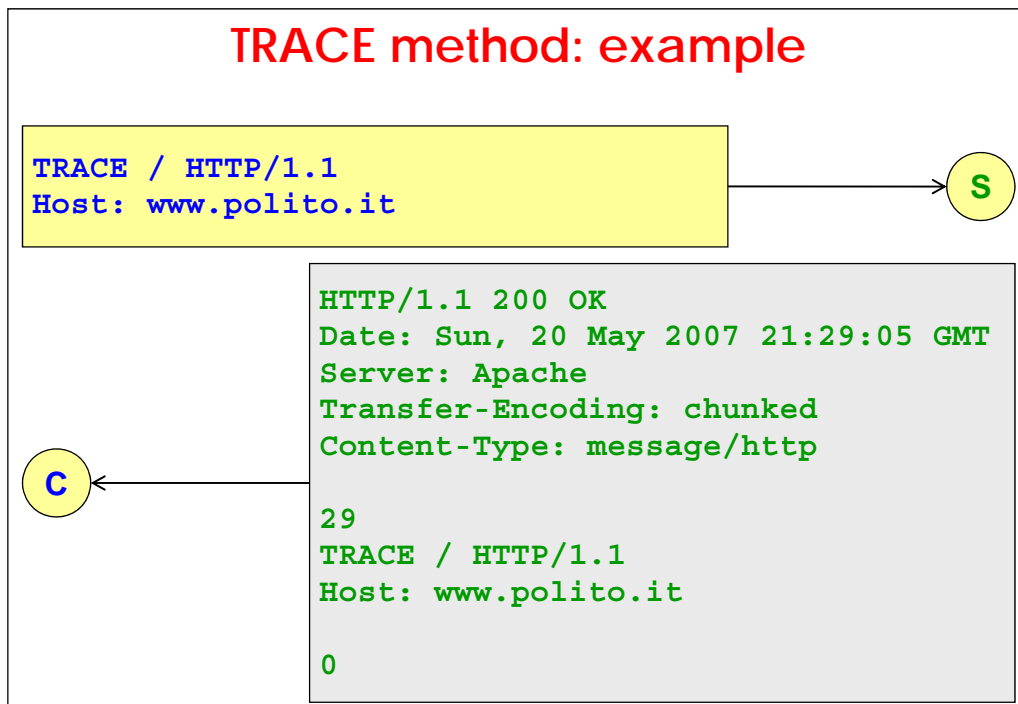 TRACE method: example
TRACE / HTTP/1.1
Host: www.polito.it
S
HTTP/1.1 200 OK
Date: Sun, 20 May 2007 21:29:05 GMT
Server: Apache
Transfer-Encoding: chunked
Content-Type: message/http
C
29
TRACE / HTTP/1.1
Host: www.polito.it
0